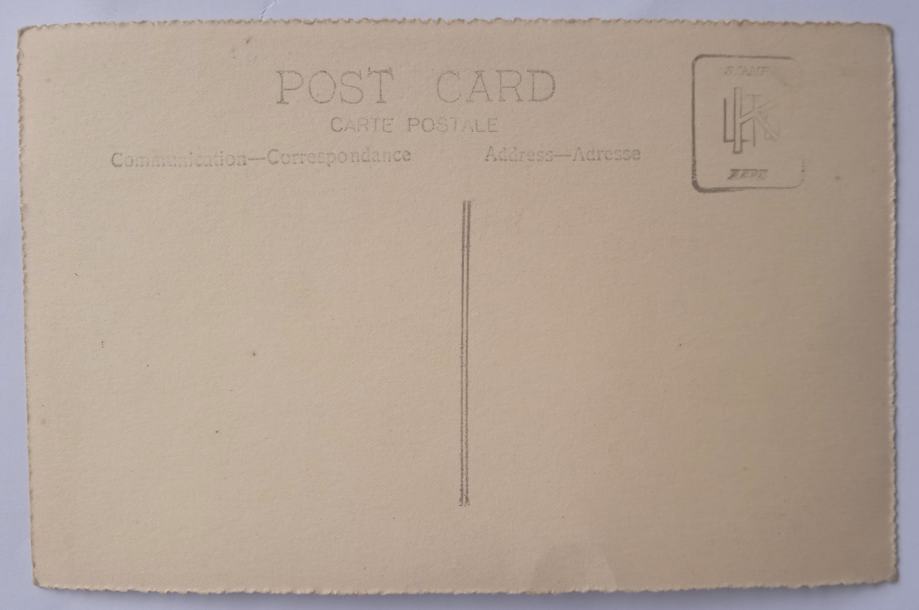 POST CARD
CARTE POSTALE
Communication—Correspondance
Address—Adresse
STAMP
HERE